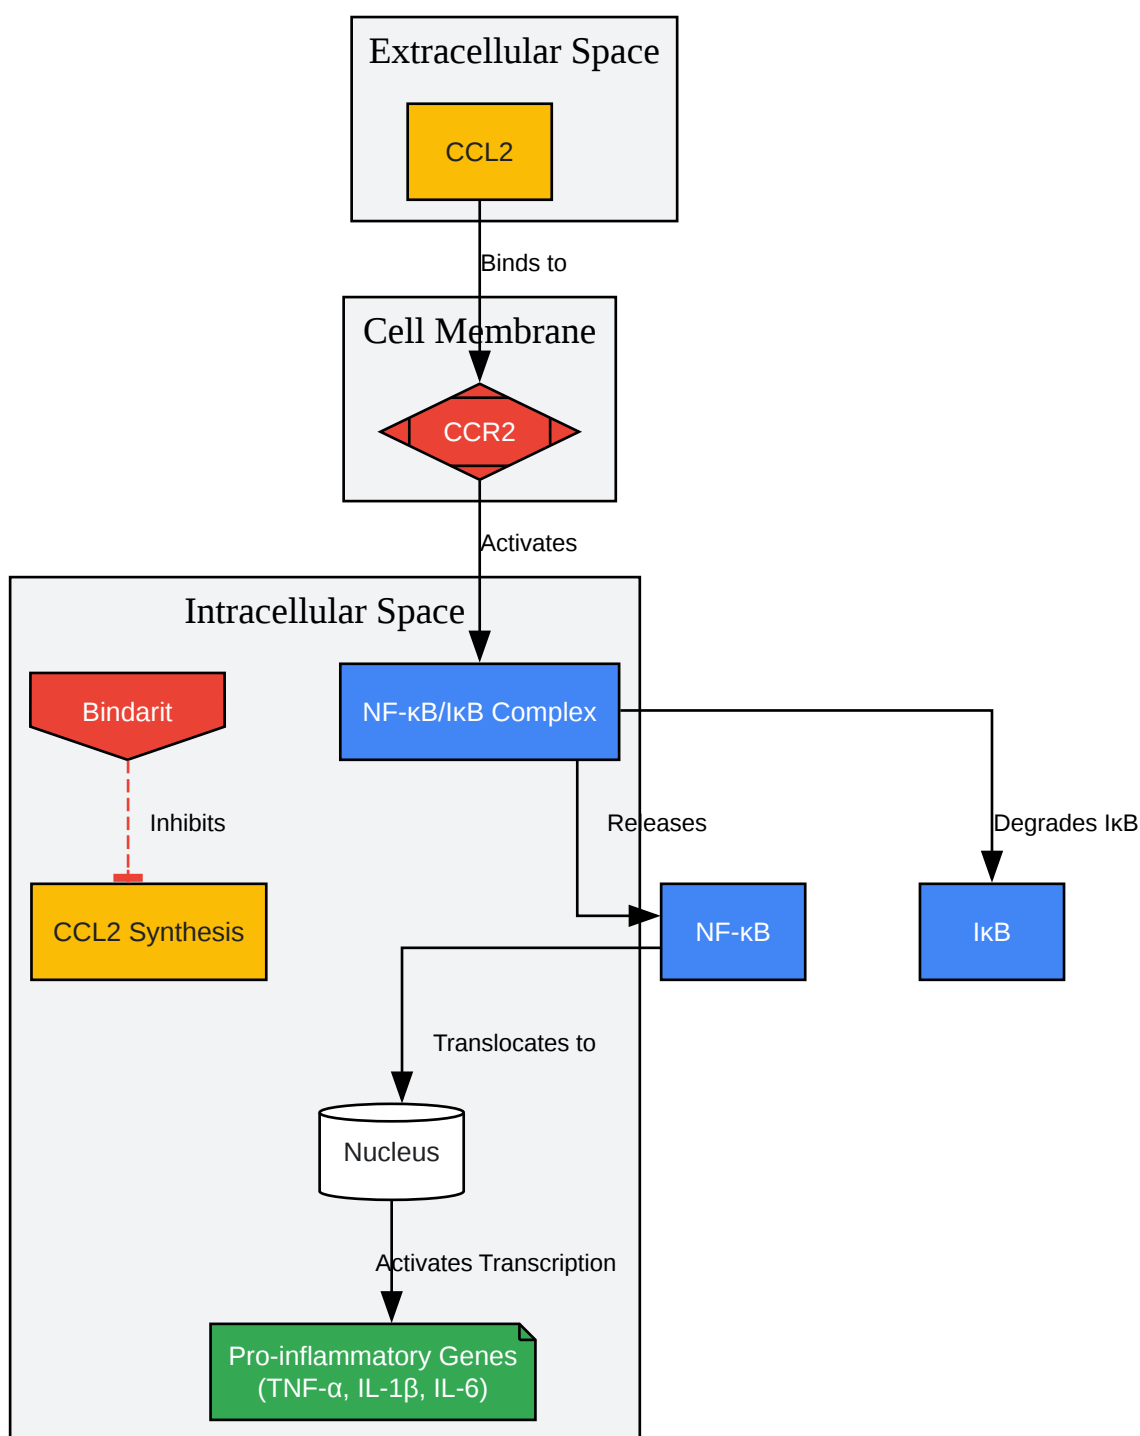 Extracellular Space
CCL2
Binds to
Cell Membrane
CCR2
Activates
Intracellular Space
Bindarit
NF-κB/IκB Complex
Inhibits
Releases
Degrades IκB
CCL2 Synthesis
NF-κB
IκB
Translocates to
Nucleus
Activates Transcription
Pro-inflammatory Genes
(TNF-α, IL-1β, IL-6)